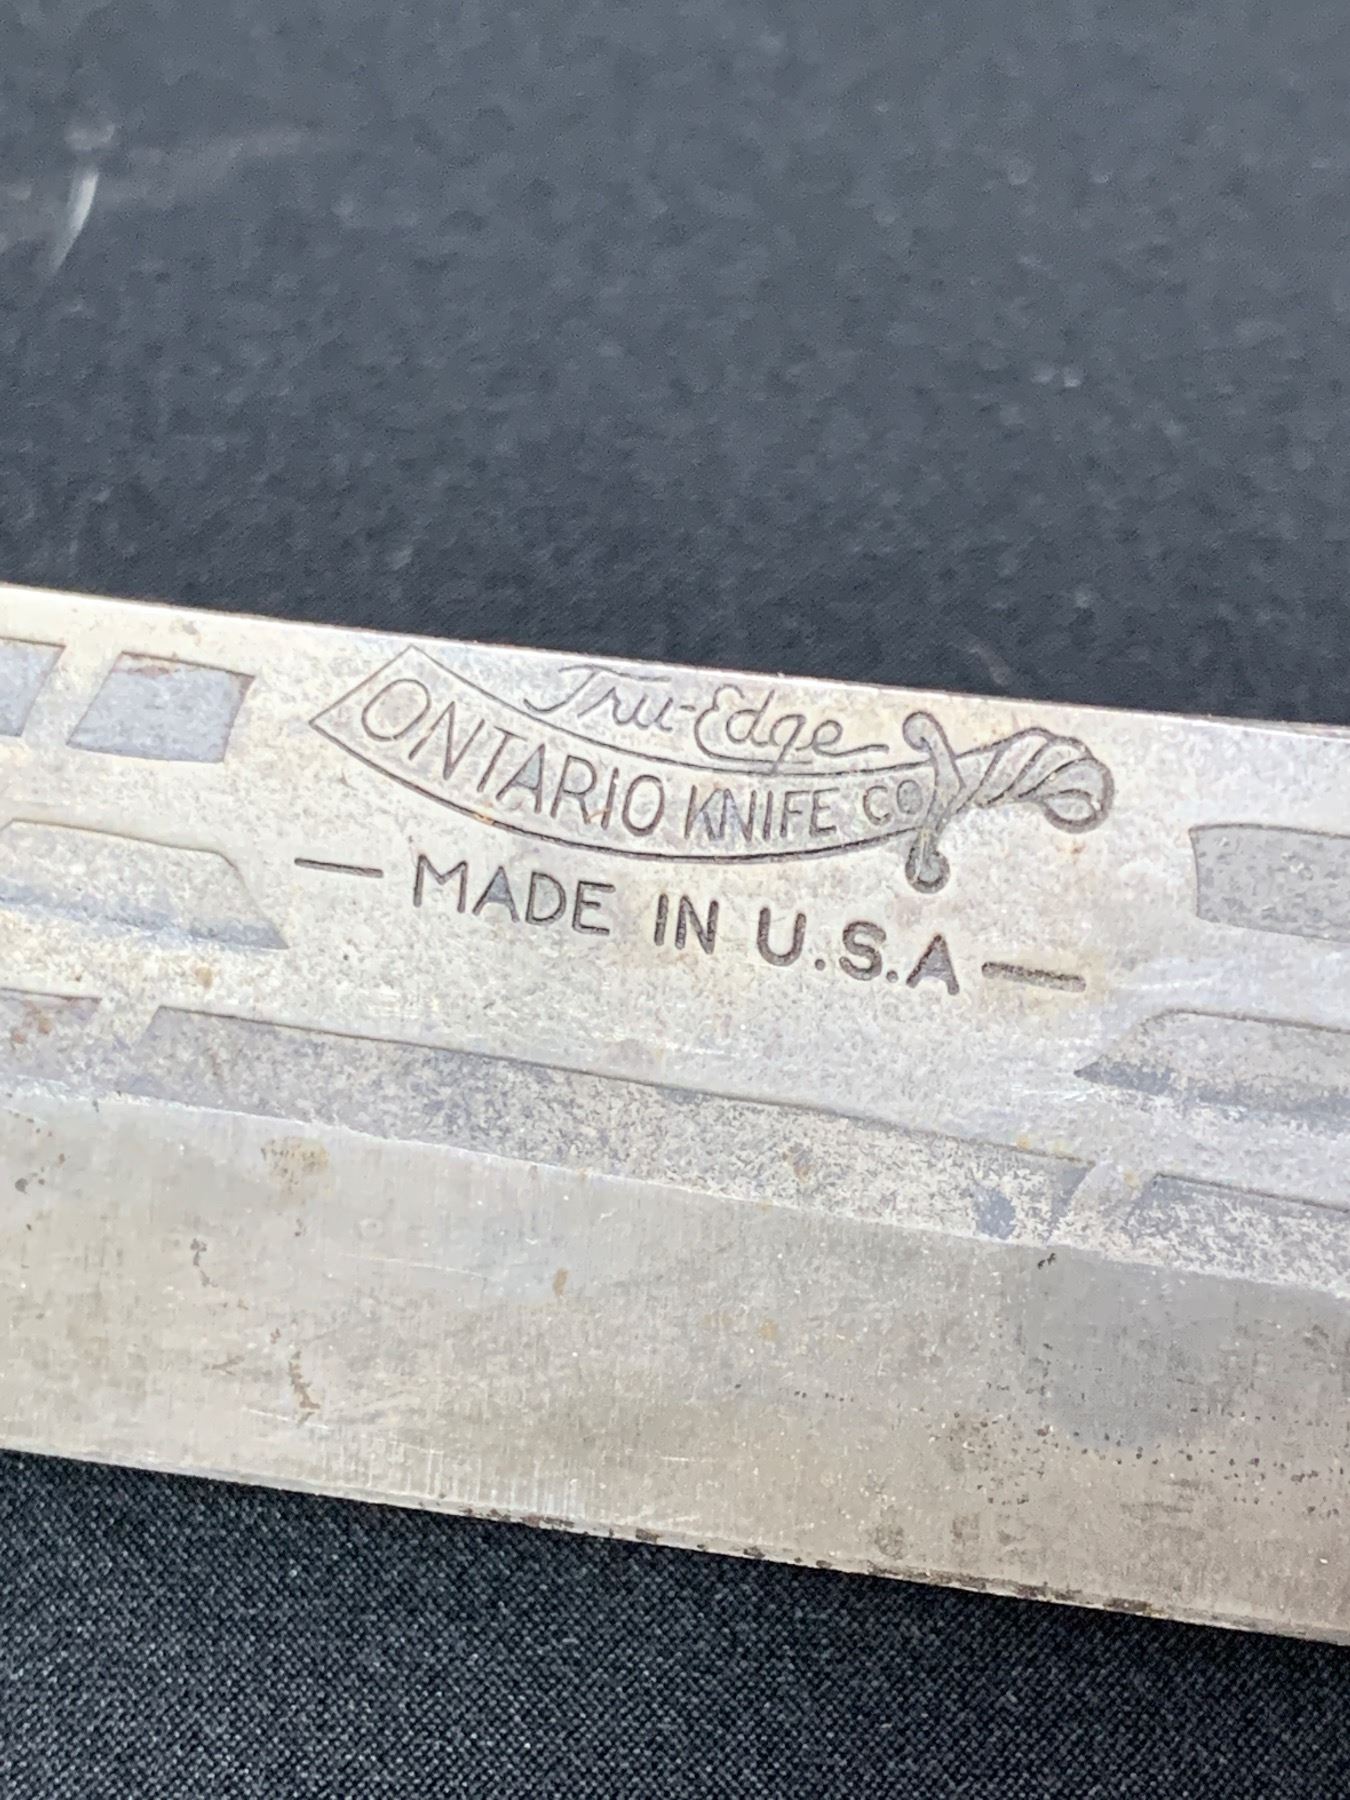 Tru-Edge
ONTARIO KNIFE CO
— MADE IN U.S.A —